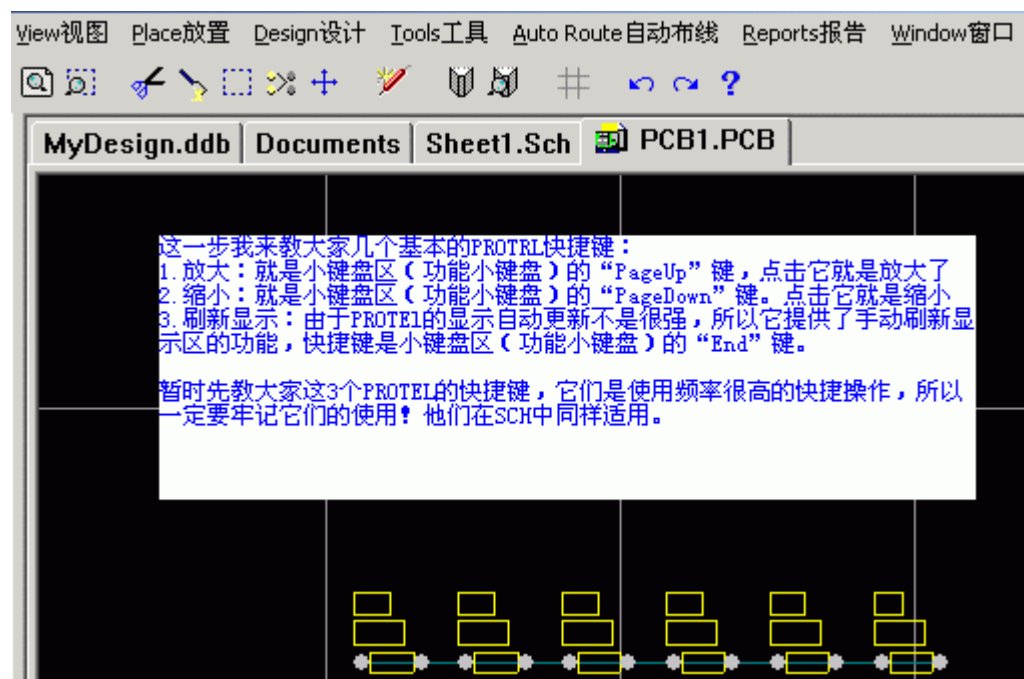 View视图 Place放置 Design设计 Tools工具 Auto Route自动布线 Reports报告 Window窗口
MyDesign.ddb Documents Sheet1.Sch PCB1.PCB
这一步我来教大家几个基本的PROTRL快捷键：
1.放大：就是小键盘区(功能小键盘)的“PageUp”键，点击它就是放大了
2.缩小：就是小键盘区(功能小键盘)的“PageDown”键。点击它就是缩小
3.刷新显示：由于PROTEl的显示自动更新不是很强，所以它提供了手动刷新显
示区的功能，快捷键是小键盘区(功能小键盘)的“End”键。
暂时先教大家这3个PROTEL的快捷键，它们是使用频率很高的快捷操作，所以
一定要牢记它们的使用！他们在SCH中同样适用。